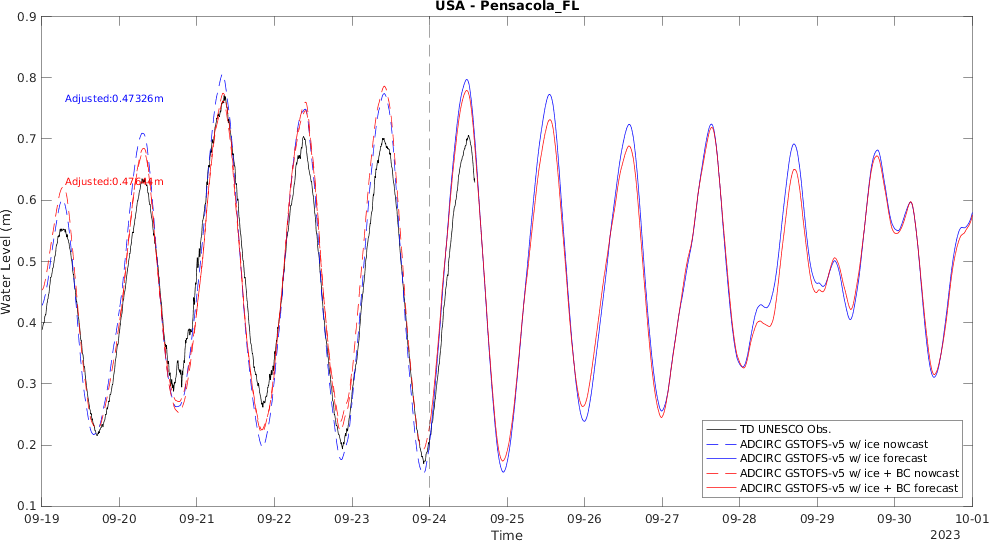 USA - Pensacola_FL
0.9
0.8
0.7
0.6
0.5
0.4
0.3
0.2
0.1
Water Level (m)
Adjusted:0.47326m
TD UNESCO Obs.
ADCIRC GSTOFS-v5 w/ ice nowcast
ADCIRC GSTOFS-v5 w/ ice forecast
ADCIRC GSTOFS-v5 w/ ice + BC nowcast
ADCIRC GSTOFS-v5 w/ ice + BC forecast
09-19 09-20 09-21 09-22 09-23 09-24 09-25 09-26 09-27 09-28 09-29 09-30 10-01
Time
2023